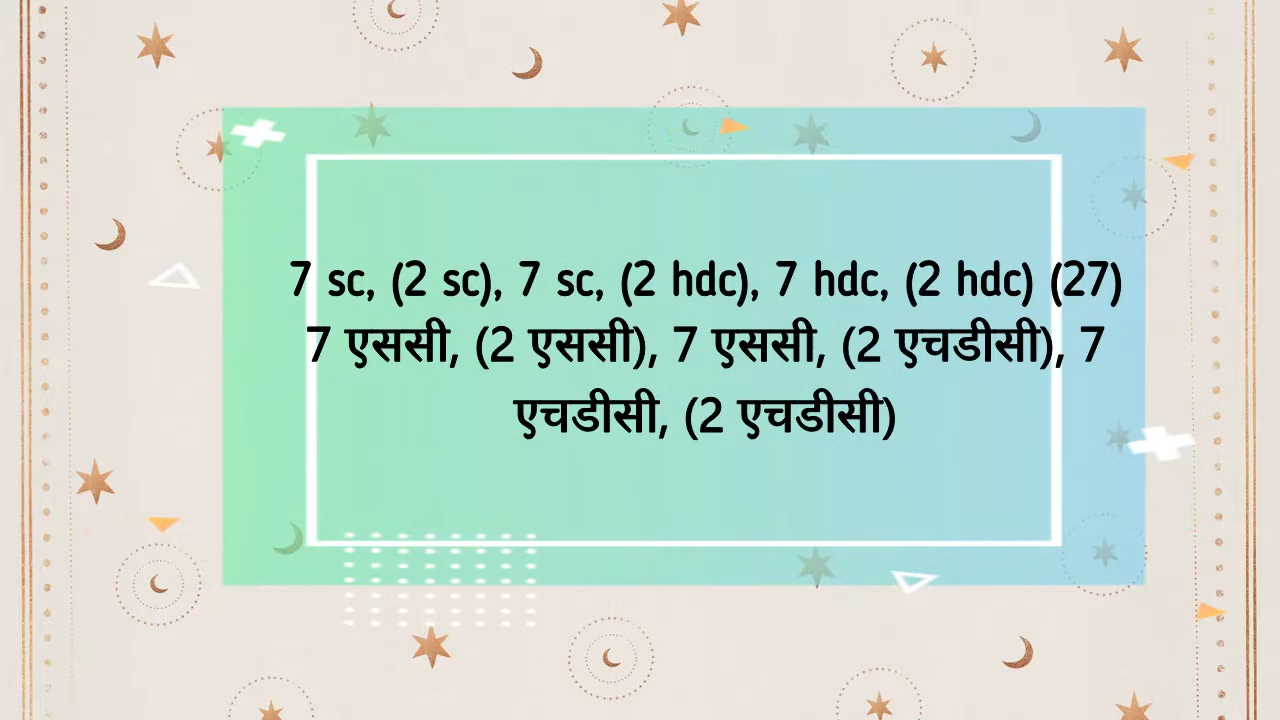 7 sc, (2 sc), 7 sc, (2 hdc), 7 hdc, (2 hdc) (27)
7 एससी, (2 एससी), 7 एससी, (2 एचडीसी), 7
एचडीसी, (2 एचडीसी)